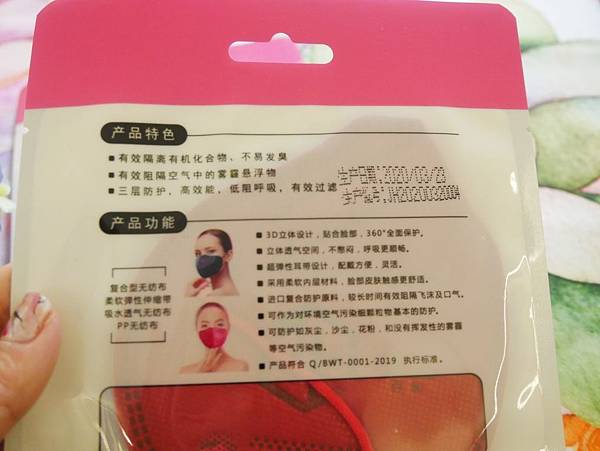 产品特色
■ 有效隔离有机化合物、不易发臭
■ 有效阻隔空气中的雾霾悬浮物
■ 三层防护,高效能,低阻呼吸,有效过滤
生产日期:2020/03/23
生产编号:JH20200320004
产品功能
■ 3D立体设计,贴合脸部,360°全面保护。
■ 立体透气空间,不憋闷,呼吸更顺畅。
■ 超弹性耳带设计,配戴方便,灵活。
■ 采用柔软内层材料,脸部皮肤触感更舒适。
■ 进口复合防护原料,较长时间有效阻隔飞沫及口气。
■ 可作为对环境空气污染细颗粒物基本的防护。
■ 可防护如灰尘,沙尘,花粉,和没有挥发性的雾霾
等空气污染物。
■ 产品符合 Q/BWT-0001-2019 执行标准。
复合型无纺布
柔软弹性伸缩带
吸水透气无纺布
PP无纺布